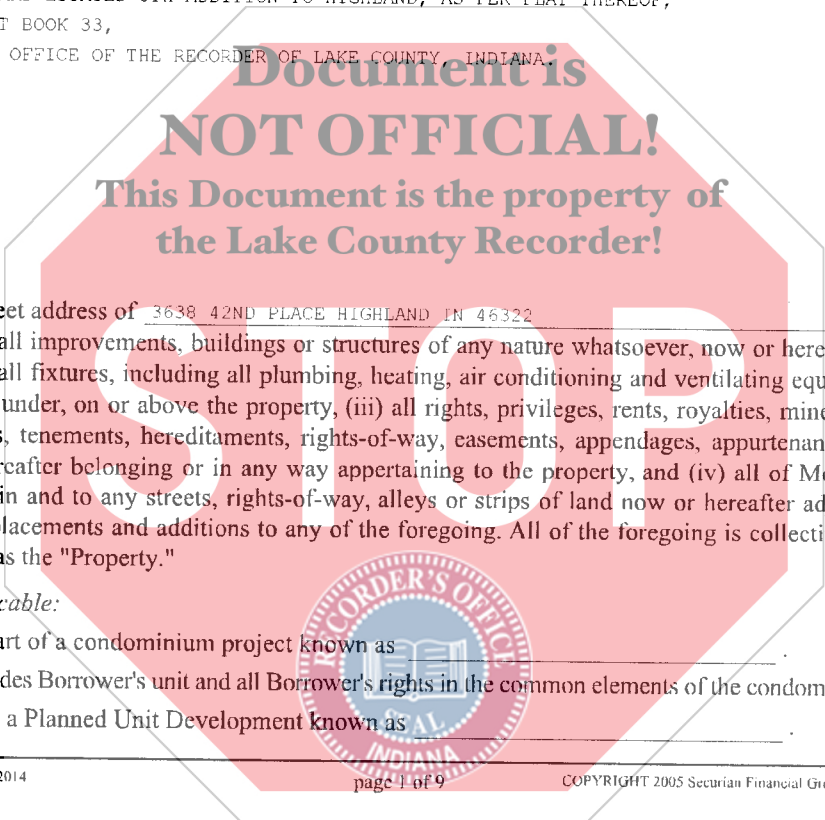 ADDITION TO HIGHLAND, AS PER PLAT THEREOF,
T BOOK 33,
OFFICE OF THE RECORDER OF LAKE COUNTY, INDIANA.
Document is
NOT OFFICIAL!
This Document is the property of
the Lake County Recorder!
STOP
eet address of 3638 42ND PLACE HIGHLAND IN 46322
all improvements, buildings or structures of any nature whatsoever, now or here
all fixtures, including all plumbing, heating, air conditioning and ventilating equ
under, on or above the property, (iii) all rights, privileges, rents, royalties, mine
s, tenements, hereditaments, rights-of-way, easements, appendages, appurtenan
reafter belonging or in any way appertaining to the property, and (iv) all of Mo
in and to any streets, rights-of-way, alleys or strips of land now or hereafter ad
lacements and additions to any of the foregoing. All of the foregoing is collecti
as the "Property."
cable:
art of a condominium project known as .
des Borrower's unit and all Borrower's rights in the common elements of the condom
a Planned Unit Development known as .
RECORDER'S OFFICE
SEAL
INDIANA
2014
page 1 of 9
COPYRIGHT 2005 Securian Financial Gr